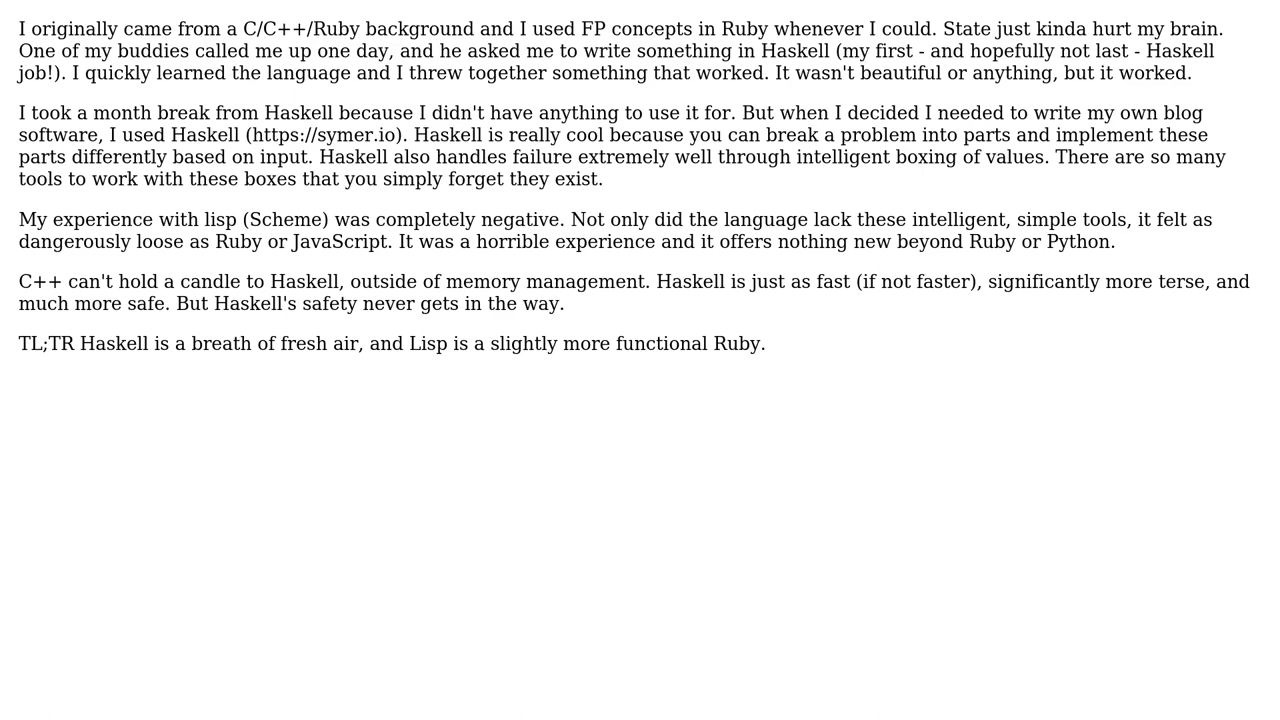 I originally came from a C/C++/Ruby background and I used FP concepts in Ruby whenever I could. State just kinda hurt my brain.
One of my buddies called me up one day, and he asked me to write something in Haskell (my first - and hopefully not last - Haskell
job!). I quickly learned the language and I threw together something that worked. It wasn't beautiful or anything, but it worked.
I took a month break from Haskell because I didn't have anything to use it for. But when I decided I needed to write my own blog
software, I used Haskell (https://symer.io). Haskell is really cool because you can break a problem into parts and implement these
parts differently based on input. Haskell also handles failure extremely well through intelligent boxing of values. There are so many
tools to work with these boxes that you simply forget they exist.
My experience with lisp (Scheme) was completely negative. Not only did the language lack these intelligent, simple tools, it felt as
dangerously loose as Ruby or JavaScript. It was a horrible experience and it offers nothing new beyond Ruby or Python.
C++ can't hold a candle to Haskell, outside of memory management. Haskell is just as fast (if not faster), significantly more terse, and
much more safe. But Haskell's safety never gets in the way.
TL;TR Haskell is a breath of fresh air, and Lisp is a slightly more functional Ruby.